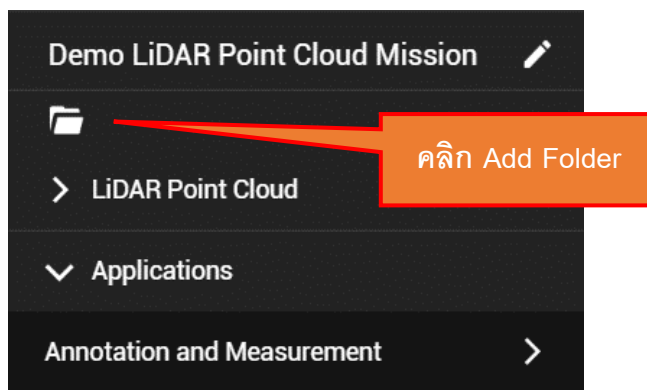 Demo LiDAR Point Cloud Mission
คลิก Add Folder
LiDAR Point Cloud
Applications
Annotation and Measurement